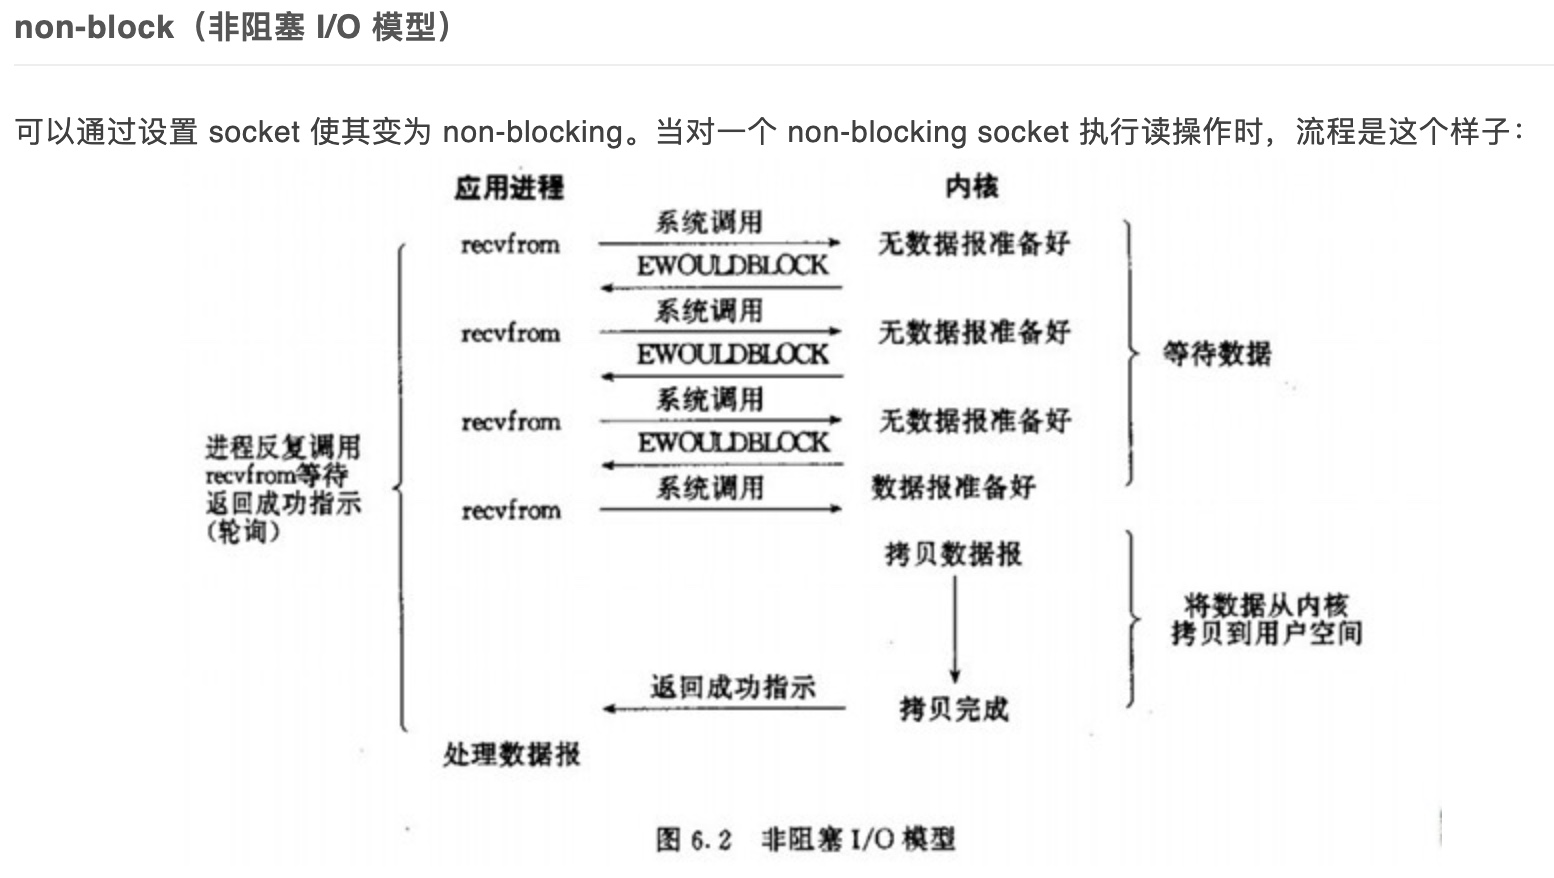 non-block（非阻塞 I/O 模型）
可以通过设置 socket 使其变为 non-blocking。当对一个 non-blocking socket 执行读操作时，流程是这个样子：
应用进程
内核
系统调用
recvfrom
无数据报准备好
EWOULDBLOCK
系统调用
recvfrom
无数据报准备好
EWOULDBLOCK
等待数据
系统调用
recvfrom
无数据报准备好
EWOULDBLOCK
进程反复调用
recvfrom等待
返回成功指示
(轮询)
系统调用
recvfrom
数据报准备好
拷贝数据报
将数据从内核
拷贝到用户空间
返回成功指示
拷贝完成
处理数据报
图 6.2 非阻塞 I/O 模型